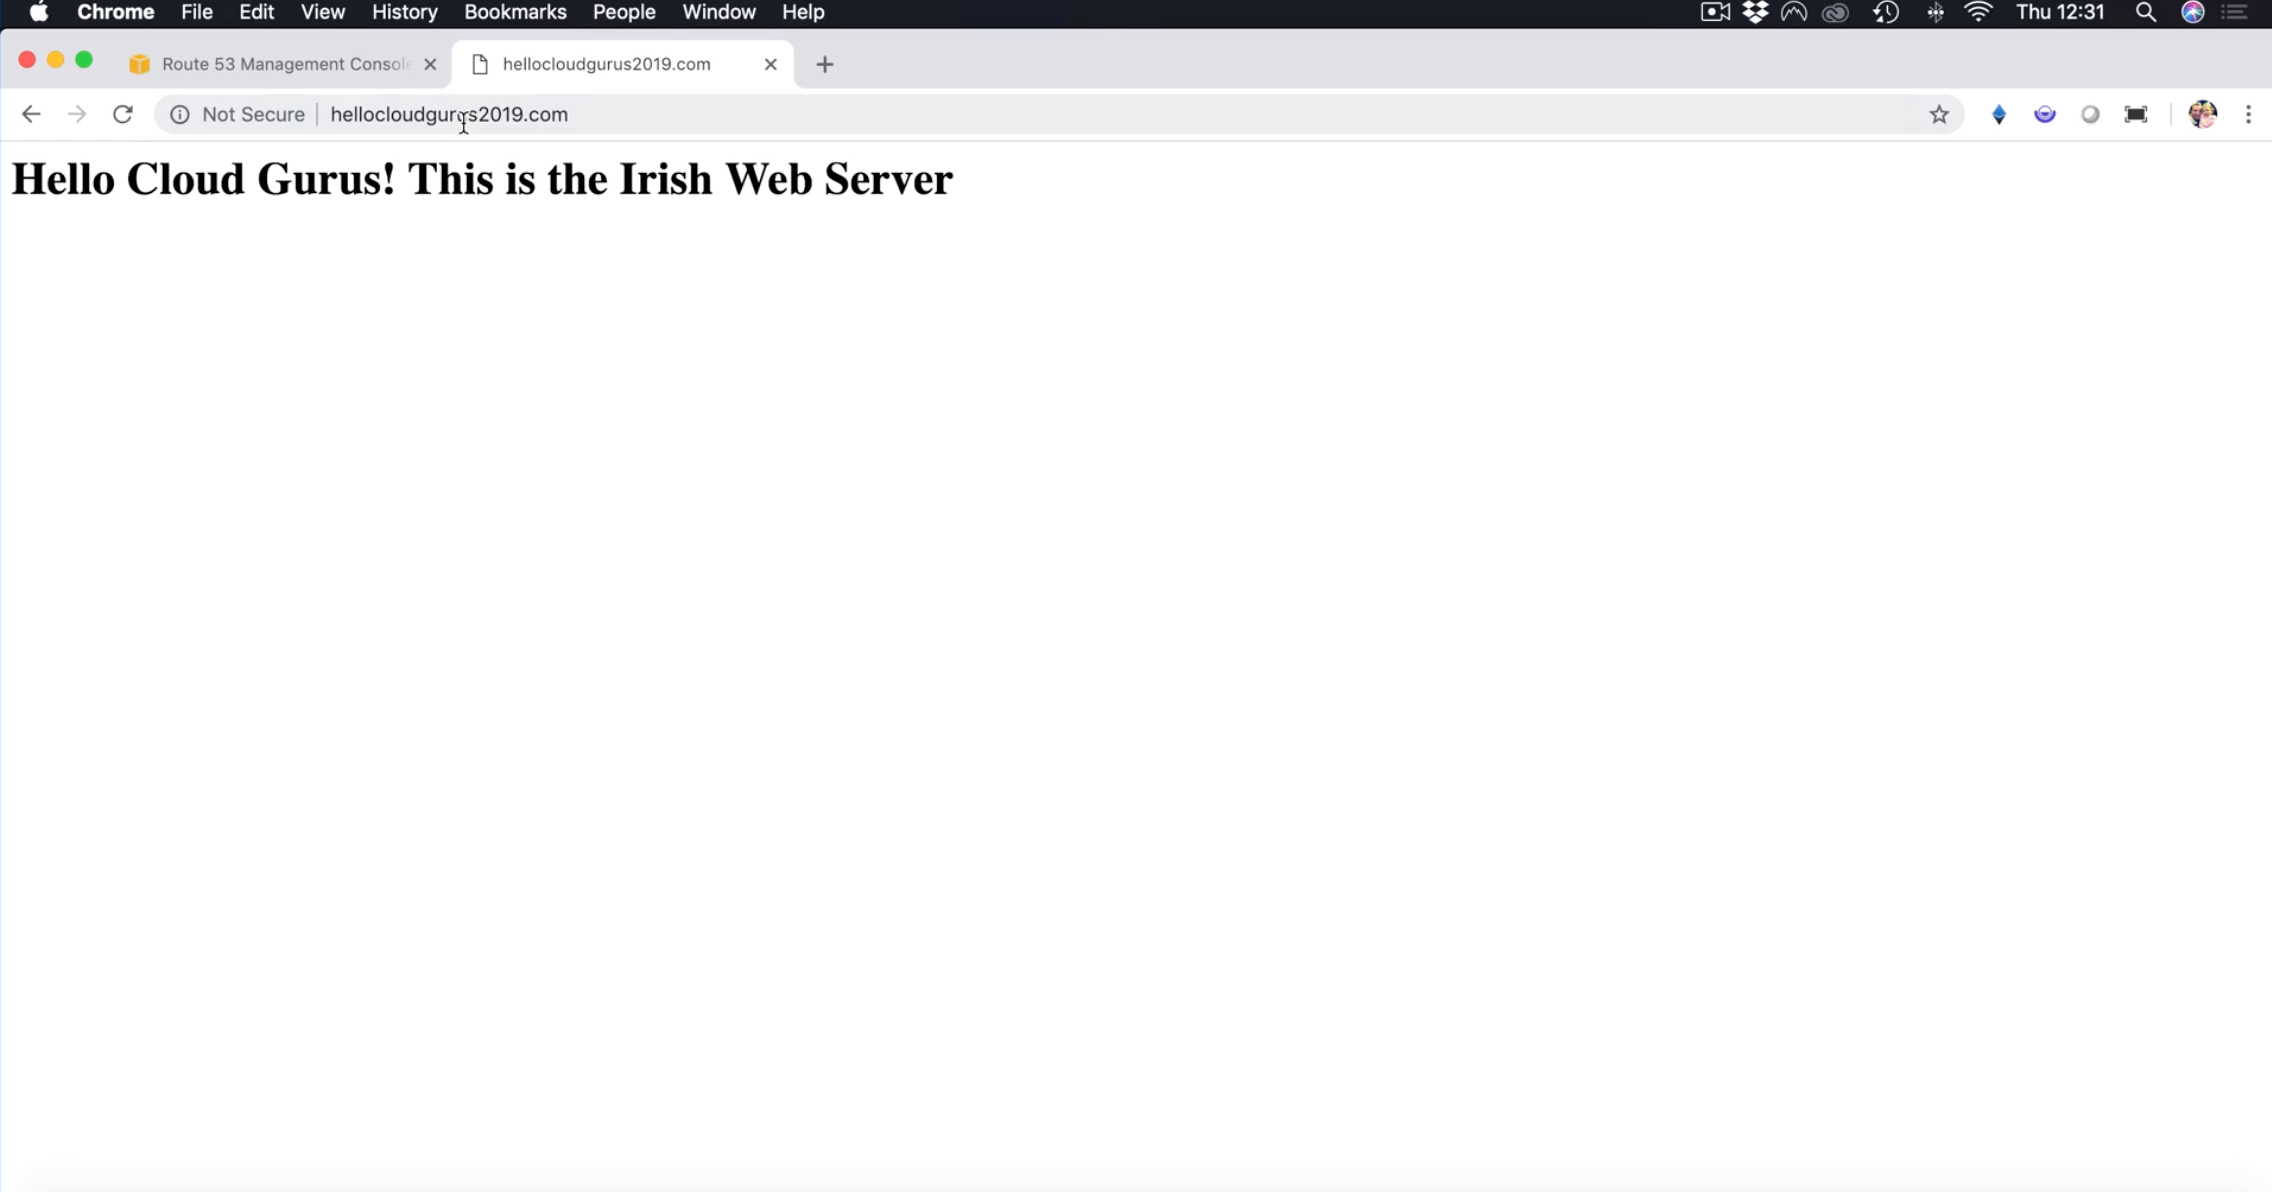 Chrome File Edit View History Bookmarks People Window Help Thu 12:31
Route 53 Management Consol hellocloudgurus2019.com
Not Secure hellocloudgurus2019.com
Hello Cloud Gurus! This is the Irish Web Server